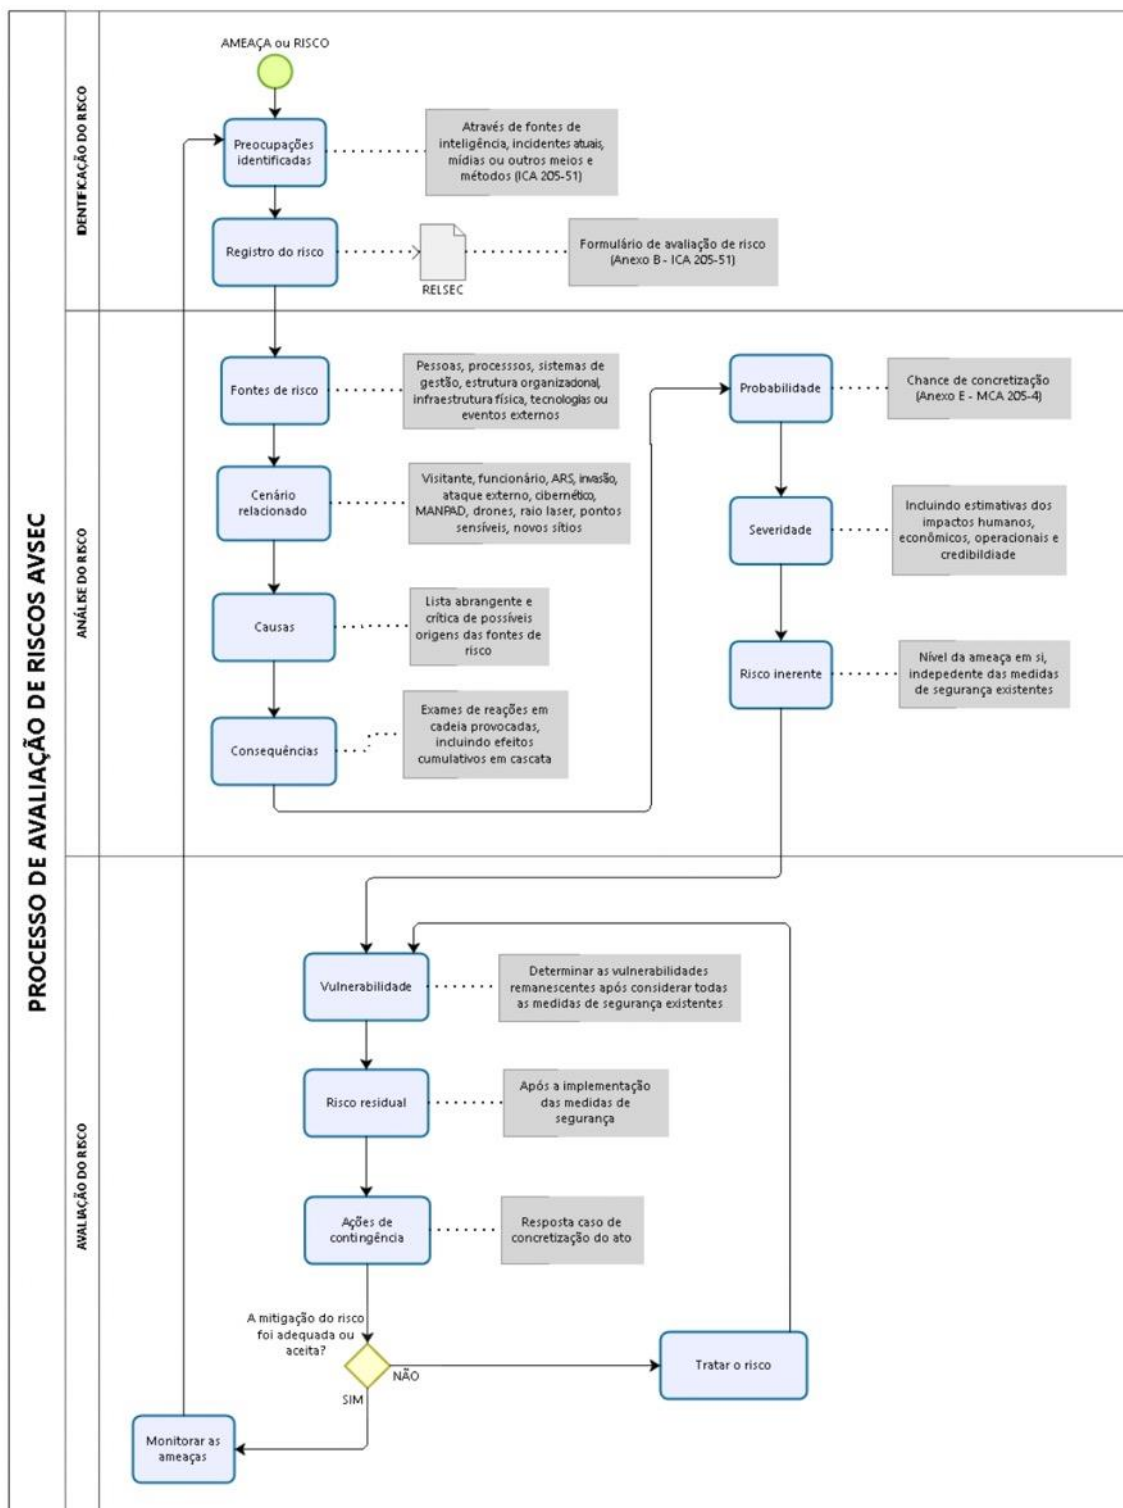 PROCESSO DE AVALIAÇÃO DE RISCOS AVSEC
IDENTIFICAÇÃO DO RISCO
AMEAÇA ou RISCO
Preocupações
identificadas
Através de fontes de
inteligência, incidentes atuais,
mídias ou outros meios e
métodos (ICA 205-51)
Registro do risco
RELSEC
Formulário de avaliação de risco
(Anexo B - ICA 205-51)
ANÁLISE DO RISCO
Fontes de risco
Pessoas, processsos, sistemas de
gestão, estrutura organizadonal,
infraestrutura física, tecnologias ou
eventos externos
Cenário
relacionado
Visitante, funcionário, ARS, invasão,
ataque externo, cibernético,
MANPAD, drones, raio laser, pontos
sensíveis, novos sítios
Causas
Lista abrangente e
crítica de possíveis
origens das fontes de
risco
Consequências
Exames de reações em
cadeia provocadas,
incluindo efeitos
cumulativos em cascata
Probabilidade
Chance de concretização
(Anexo E - MCA 205-4)
Severidade
Incluindo estimativas dos
impactos humanos,
econômicos, operacionais e
credibildiade
Risco inerente
Nível da ameaça em si,
indepedente das medidas
de segurança existentes
AVALIAÇÃO DO RISCO
Vulnerabilidade
Determinar as vulnerabilidades
remanescentes após considerar todas
as medidas de segurança existentes
Risco residual
Após a implementação
das medidas de
segurança
Ações de
contingência
Resposta caso de
concretização do ato
A mitigação do risco
foi adequada ou
aceita?
NÃO
SIM
Tratar o risco
Monitorar as
ameaças